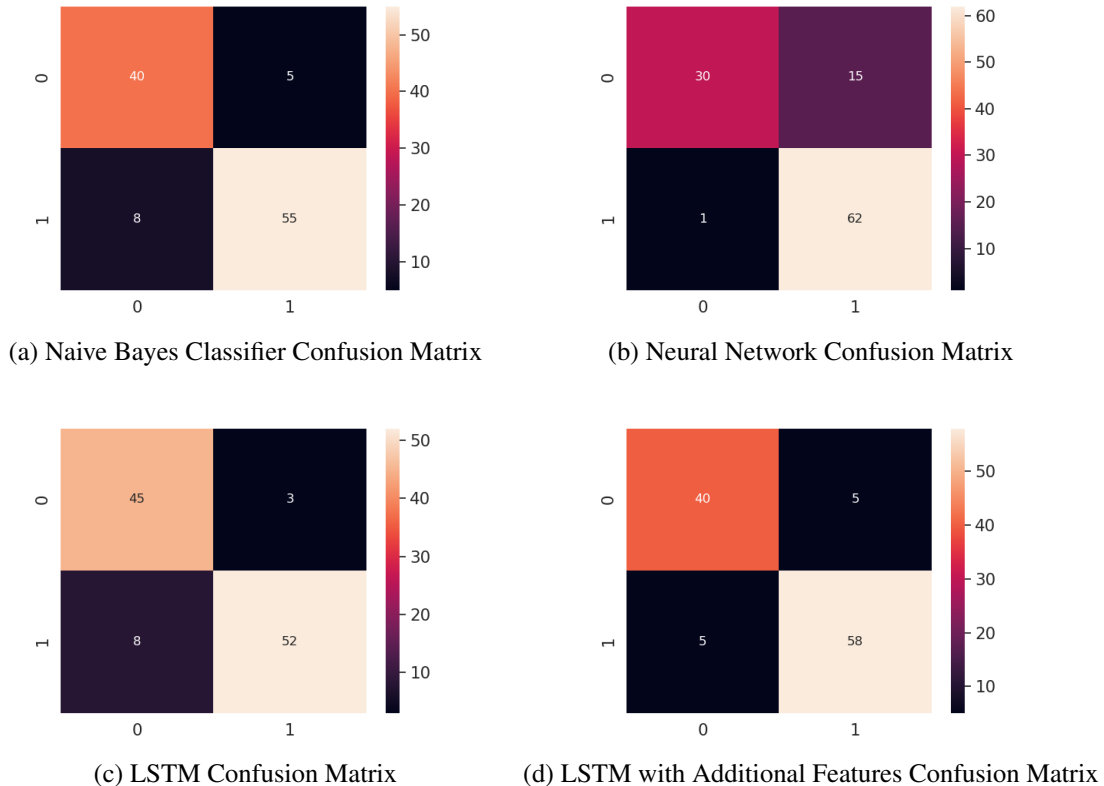 0 40 5
1 8 55
0 1
50
40
30
20
10
(a) Naive Bayes Classifier Confusion Matrix
0 30 15
1 1 62
0 1
60
50
40
30
20
10
(b) Neural Network Confusion Matrix
0 45 3
1 8 52
0 1
50
40
30
20
10
(c) LSTM Confusion Matrix
0 40 5
1 5 58
0 1
50
40
30
20
10
(d) LSTM with Additional Features Confusion Matrix